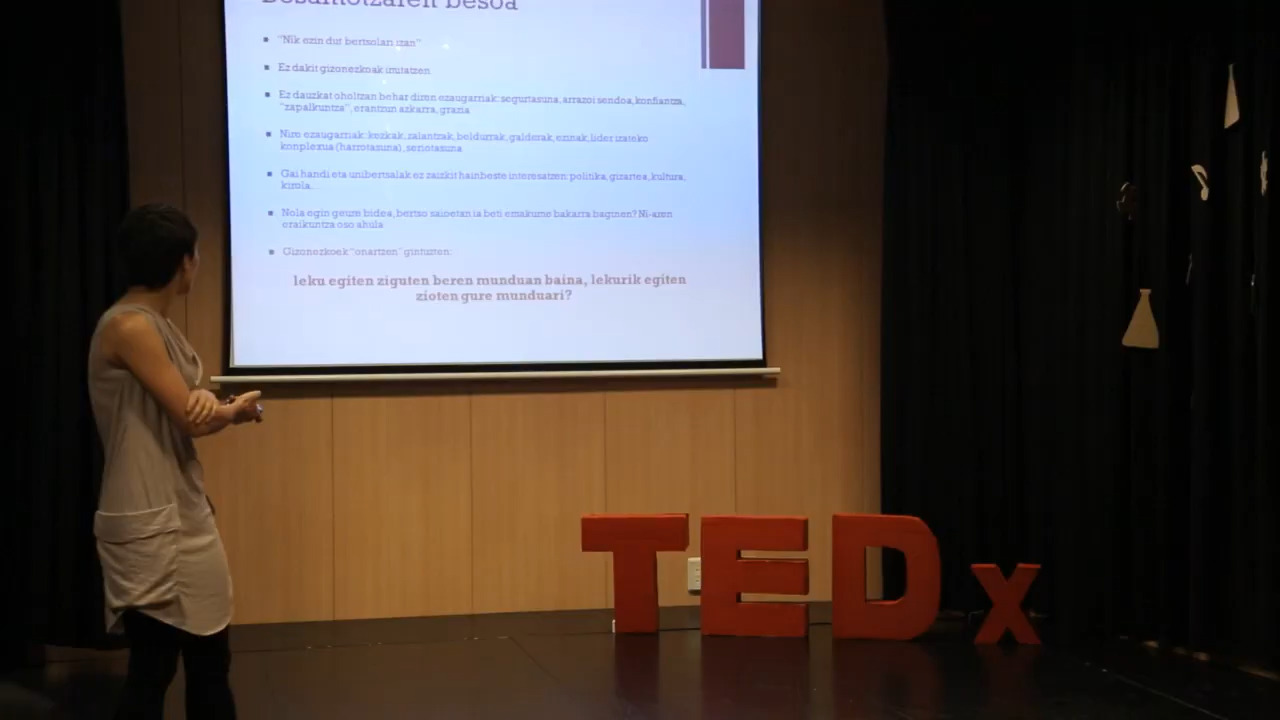 besoa
"Nik ezin dut bertsolari izan"
Ez dakit gizonezkoak imitatzen
Ez dauzkat oholtzan behar diren ezaugarriak: segurtasuna, arrazoi sendoa, konfiantza,
"zapalkuntza", erantzun azkarra, grazia
Nire ezaugarriak: kezkak, zalantzak, beldurrak, galderak, ezinak, lider izateko
konplexua (harrotasuna), seriotasuna
Gai handi eta unibertsalak ez zaizkit hainbeste interesatzen: politika, gizartea, kultura,
kirola...
Nola egin geure bidea, bertso saioetan ia beti emakume bakarra baginen? Ni-aren
eraikuntza oso ahula
Gizonezkoek "onartzen" gintuzten:
leku egiten ziguten beren munduan baina, lekurik egiten
zioten gure munduari?
TEDx